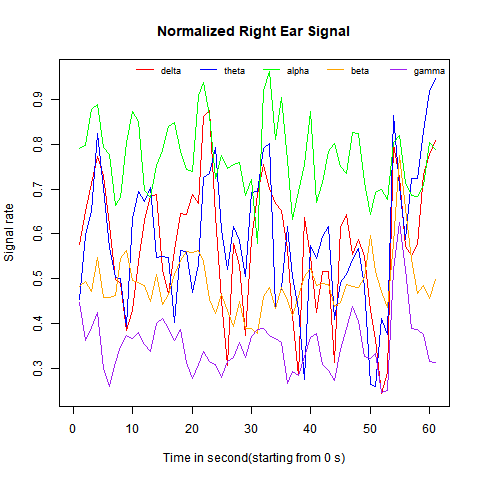 Normalized Right Ear Signal
delta theta alpha beta gamma
Signal rate
0.9
0.8
0.7
0.6
0.5
0.4
0.3
0 10 20 30 40 50 60
Time in second(starting from 0 s)